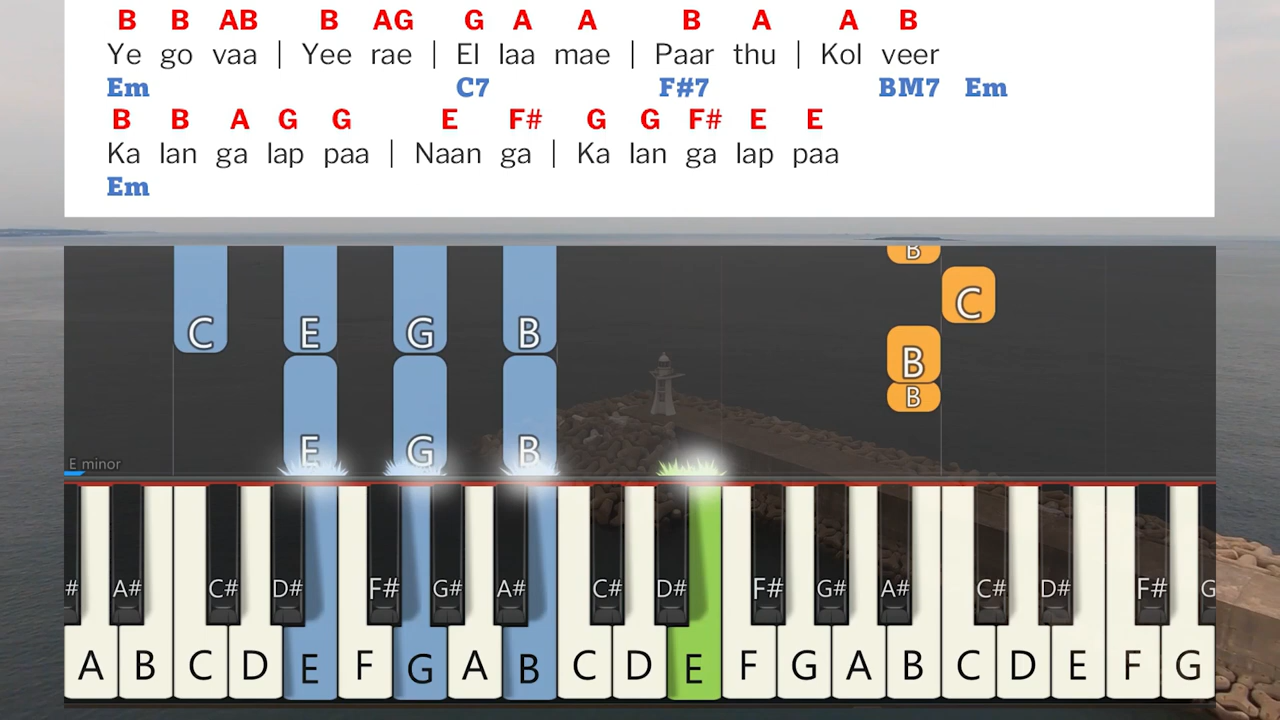 B B AB B AG G A A B A A B
Ye go vaa | Yee rae | El laa mae | Paar thu | Kol veer
Em C7 F#7 BM7 Em
B B A G G E F# G G F# E E
Ka lan ga lap paa | Naan ga | Ka lan ga lap paa
Em
B
C
C E G B
B
B
E G B
E minor
# A# C# D# F# G# A# C# D# F# G# A# C# D# F# G
A B C D E F G A B C D E F G A B C D E F G